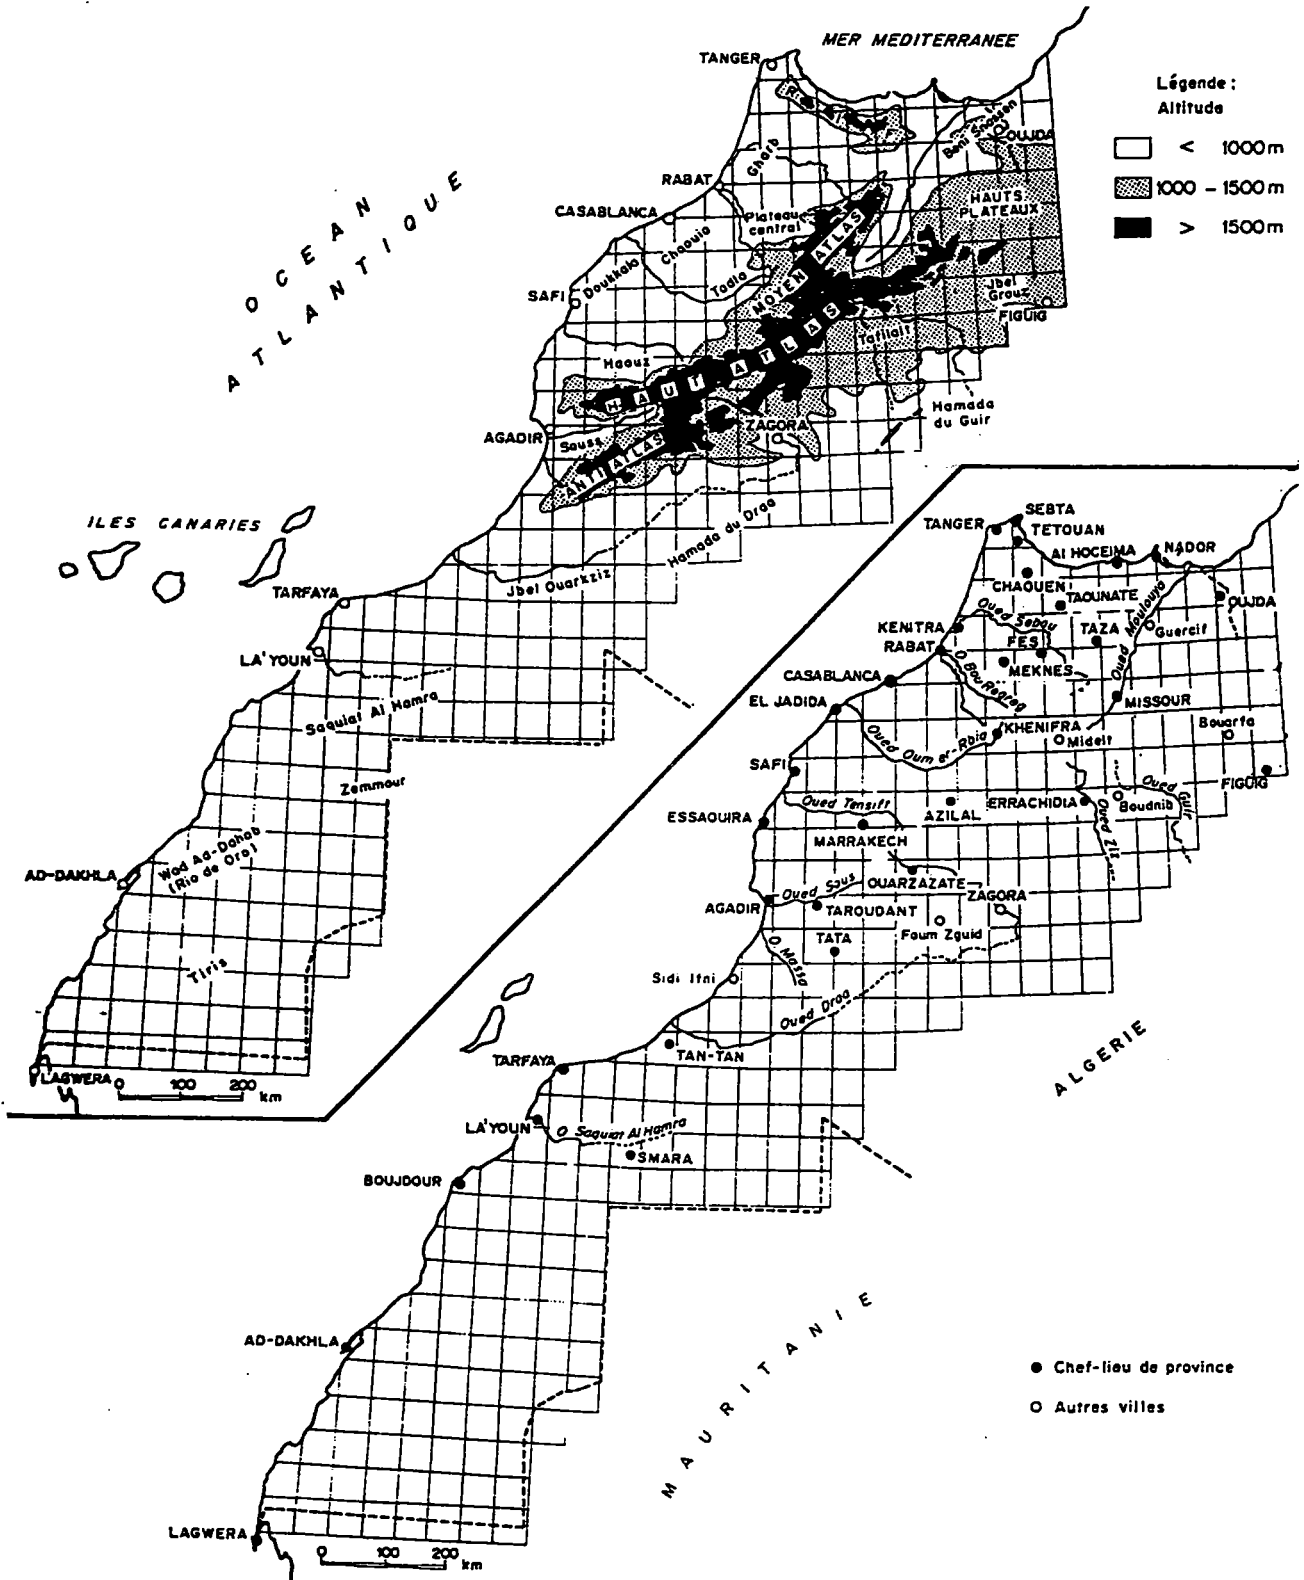 MER MEDITERRANEE
TANGER
Légende :
Altitude
< 1000m
1000 - 1500m
> 1500m
RIF
Beni Snassen
OUJDA
Gharb
RABAT
HAUTS
PLATEAUX
CASABLANCA
Plateau
central
Chaouia
OCEAN
ATLANTIQUE
MOYEN ATLAS
Doukkala
Tadla
SAFI
Jbel
Grouz
FIGUIG
Tafilalt
Haouz
HAUT ATLAS
Hamada
du Guir
AGADIR
Souss
ZAGORA
ANTI ATLAS
ILES CANARIES
Hamada du Draa
Jbel Ouarkziz
TARFAYA
LA'YOUN
Saquiat Al Hamra
Zemmour
Wad Ad-Dahab
(Rio de Oro)
AD-DAKHLA
Tiris
LAGWERA
0 100 200
km
SEBTA
TANGER
TETOUAN
Al HOCEIMA
NADOR
CHAOUEN
TAOUNATE
OUJDA
Oued Sebou
Oued Moulouya
KENITRA
TAZA
Guercif
RABAT
FES
O. Bou Regreg
MEKNES
CASABLANCA
EL JADIDA
MISSOUR
KHENIFRA
Bouarfa
Oued Oum er-Rbia
Midelt
SAFI
Oued Guir
FIGUIG
Oued Tensift
ERRACHIDIA
Boudnib
ESSAOUIRA
AZILAL
Oued Ziz
MARRAKECH
OUARZAZATE
Oued Sous
ZAGORA
AGADIR
TAROUDANT
Foum Zguid
TATA
O. Massa
Sidi Ifni
Oued Draa
TAN-TAN
ALGERIE
TARFAYA
LA'YOUN
O Saquiat Al Hamra
SMARA
BOUJDOUR
MAURITANIE
AD-DAKHLA
Chef-lieu de province
Autres villes
LAGWERA
0 100 200
km